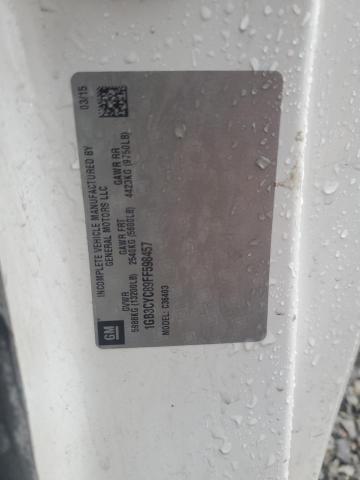 03/15
INCOMPLETE VEHICLE MANUFACTURED BY
GENERAL MOTORS LLC
GVWR
5988KG (13200LB)
GAWR FRT
2540KG (5600LB)
GAWR RR
4423KG (9750LB)
1GB3CYC89FF598457
MODEL: C36403
GM